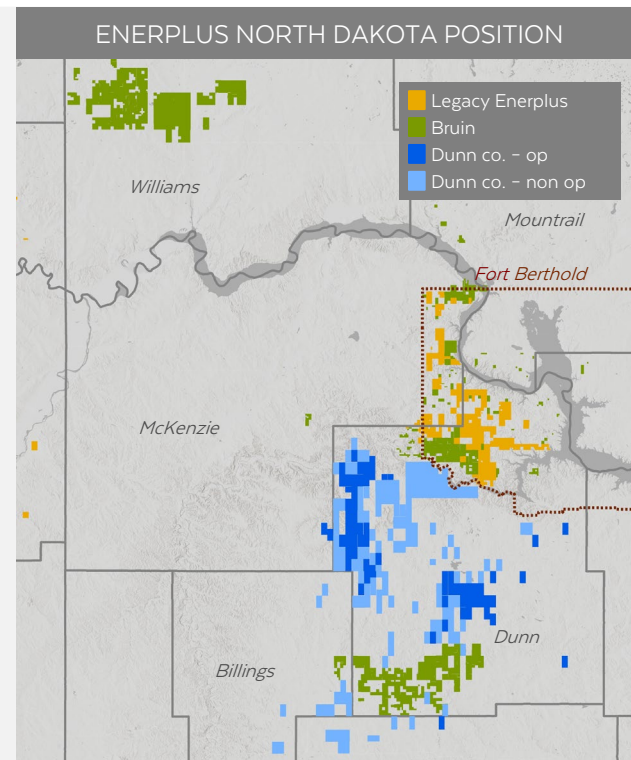 ENERPLUS NORTH DAKOTA POSITION
Legacy Enerplus
Bruin
Dunn co. – op
Dunn co. – non op
Williams
Mountrail
Fort Berthold
McKenzie
Dunn
Billings